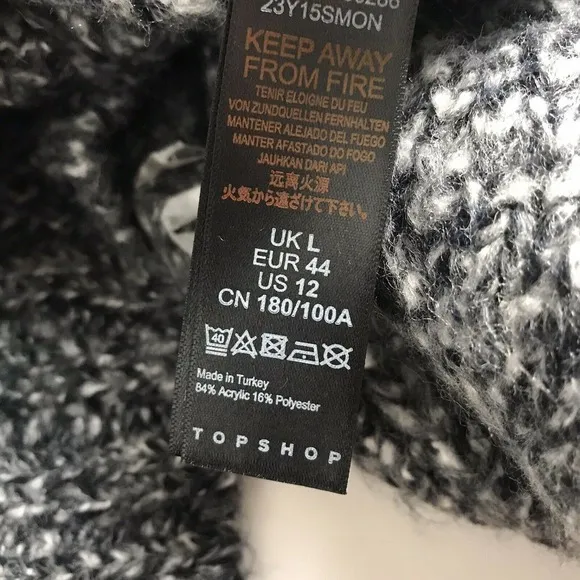 23Y15SMON
KEEP AWAY
FROM FIRE
TENIR ELOIGNE DU FEU
VON ZUNDQUELLEN FERNHALTEN
MANTENER ALEJADO DEL FUEGO
MANTER AFASTADO DO FOGO
JAUHKAN DARI API
远离火源
火気から遠ざけて下さい。
UK L
EUR 44
US 12
CN 180/100A
40
Made in Turkey
84% Acrylic 16% Polyester
TOPSHOP